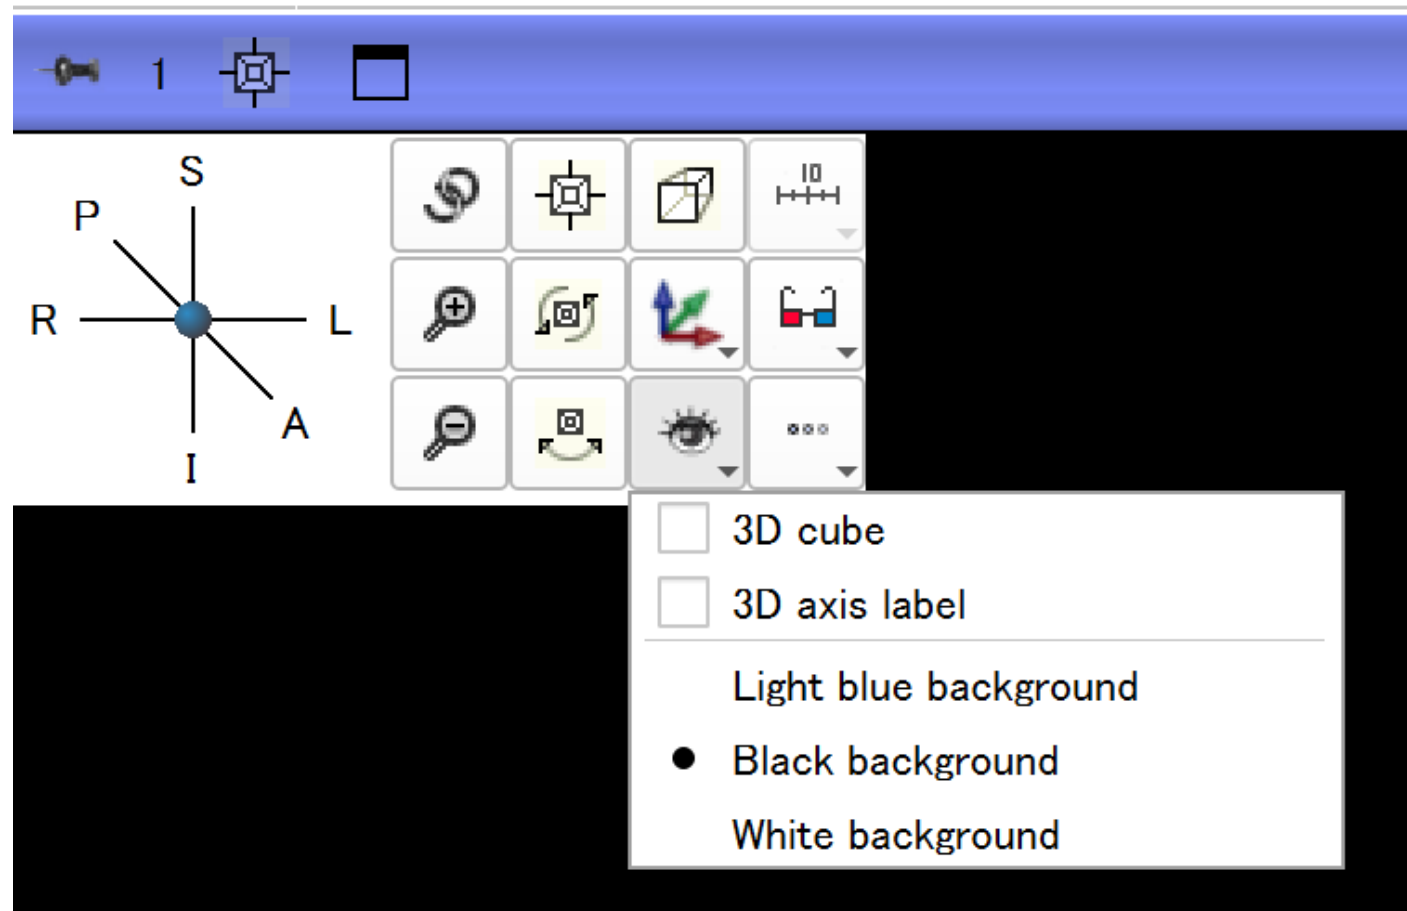 1
S
P
R
L
A
I
10
3D cube
3D axis label
Light blue background
Black background
White background